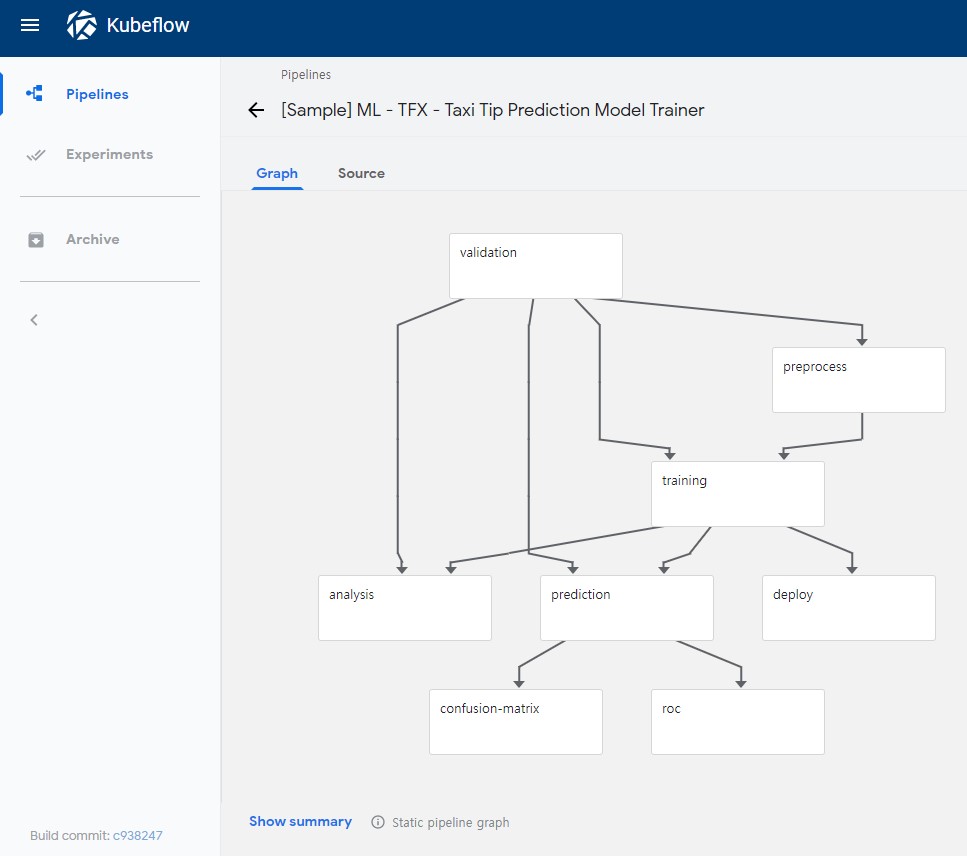 Kubeflow
Pipelines
Experiments
Archive
Pipelines
[Sample] ML - TFX - Taxi Tip Prediction Model Trainer
Graph Source
validation
preprocess
training
analysis prediction deploy
confusion-matrix roc
Show summary Static pipeline graph
Build commit: c938247